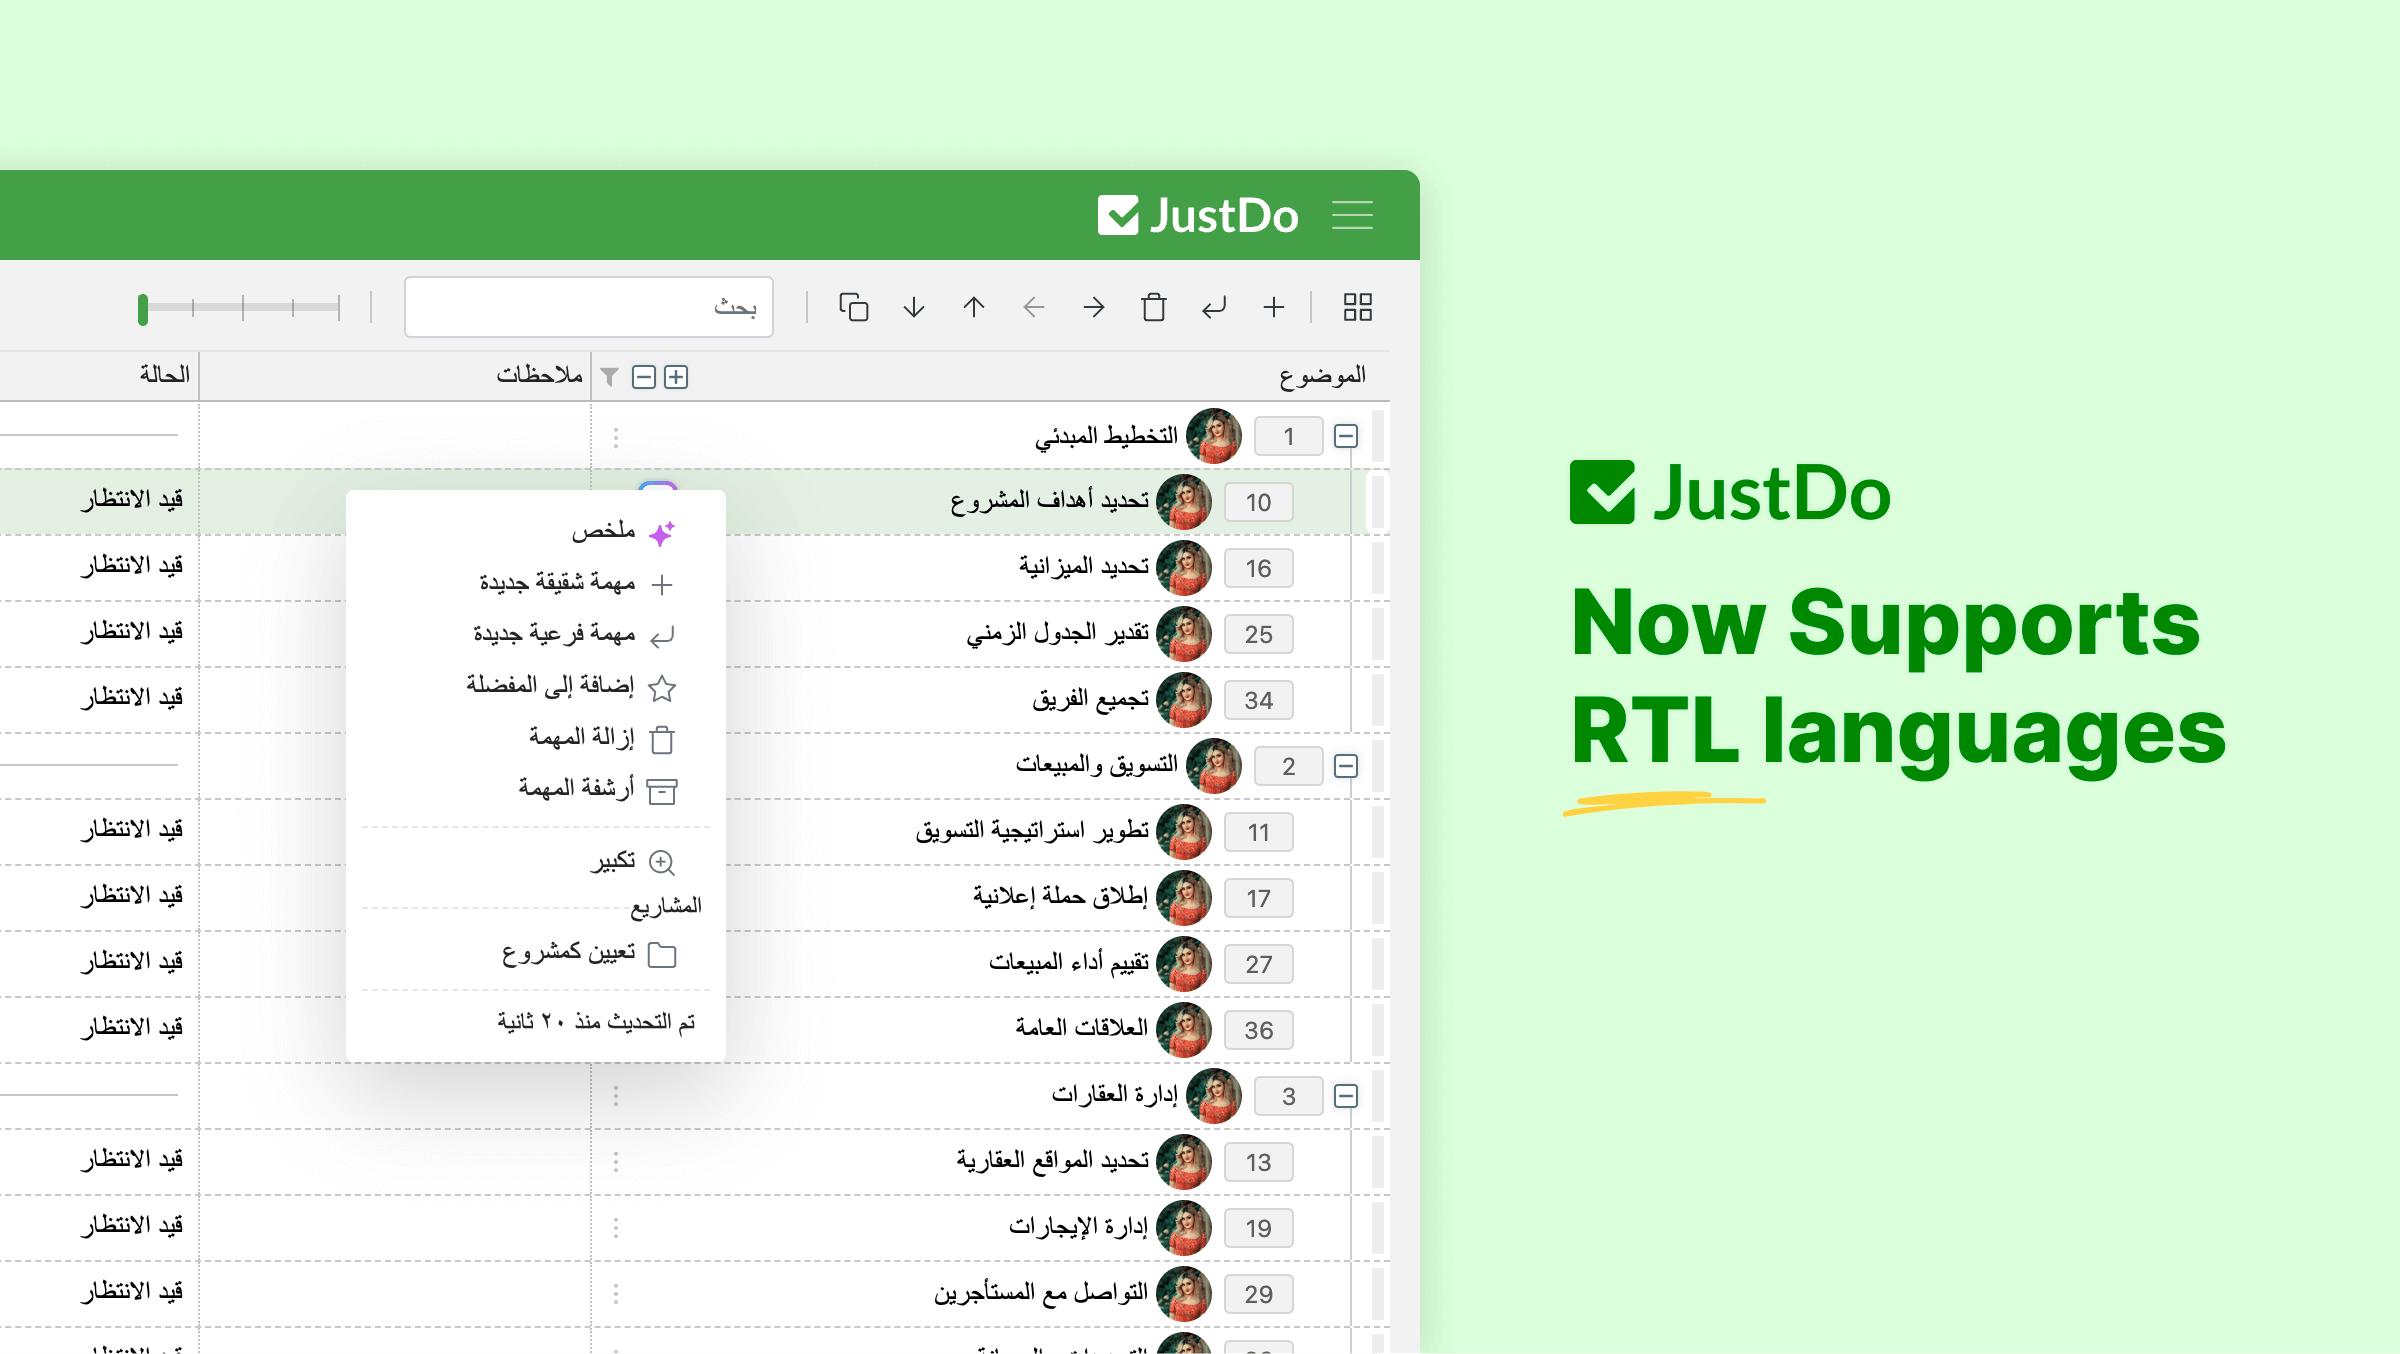 JustDo
بحث
الموضوع
ملاحظات
الحالة
1 التخطيط المبدئي
10 تحديد أهداف المشروع قيد الانتظار
16 تحديد الميزانية قيد الانتظار
25 تقدير الجدول الزمني قيد الانتظار
34 تجميع الفريق قيد الانتظار
2 التسويق والمبيعات
11 تطوير استراتيجية التسويق قيد الانتظار
17 إطلاق حملة إعلانية قيد الانتظار
27 تقييم أداء المبيعات قيد الانتظار
36 العلاقات العامة قيد الانتظار
3 إدارة العقارات
13 تحديد المواقع العقارية قيد الانتظار
19 إدارة الإيجارات قيد الانتظار
29 التواصل مع المستأجرين قيد الانتظار
ملخص
مهمة شقيقة جديدة
مهمة فرعية جديدة
إضافة إلى المفضلة
إزالة المهمة
أرشفة المهمة
تكبير
المشاريع
تعيين كمشروع
تم التحديث منذ ٢٠ ثانية
JustDo
Now Supports
RTL languages